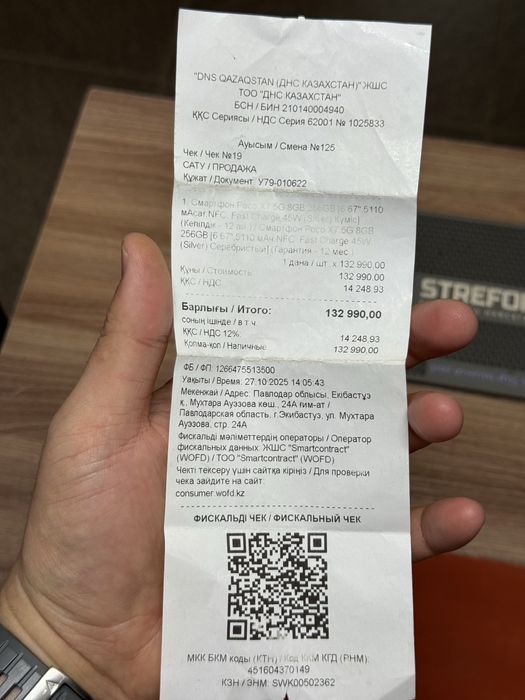 "DNS QAZAQSTAN (ДНС КАЗАХСТАН)" ЖШС
ТОО "ДНС КАЗАХСТАН"
БСН / БИН 210140004940
ҚҚС Сериясы / НДС Серия 62001 № 1025833
Ауысым / Смена №125
Чек / Чек №19
САТУ / ПРОДАЖА
Құжат / Документ У79-010622
1. Смартфон Poco X7 5G 8GB 256GB [6.67" 5110
мАсағ NFC, Fast Charge 45W (Silver) Күміс]
(Кепілдік - 12 ай.) / Смартфон Poco X7 5G 8GB
256GB [6.67" 5110 мАч NFC, Fast Charge 45W
(Silver) Серебристый] (Гарантия - 12 мес.)
1 дана / шт. x 132 990,00
Құны / Стоимость 132 990,00
ҚҚС / НДС 14 248,93
Барлығы / Итого: 132 990,00
соның ішінде / в т.ч.
ҚҚС / НДС 12% 14 248,93
Қолма-қол / Наличные 132 990,00
ФБ / ФП: 1266475513500
Уақыты / Время: 27.10.2025 14:05:43
Мекенжай / Адрес: Павлодар облысы, Екібастұз
қ., Мухтара Ауэзова көш., 24А ғим-ат /
Павлодарская область, г.Экибастуз, ул. Мухтара
Ауэзова, стр. 24А
Фискальді мәліметтердің операторы / Оператор
фискальных данных: ЖШС "Smartcontract"
(WOFD) / ТОО "Smartcontract" (WOFD)
Чекті тексеру үшін сайтқа кіріңіз / Для проверки
чека зайдите на сайт:
consumer.wofd.kz
ФИСКАЛЬДІ ЧЕК / ФИСКАЛЬНЫЙ ЧЕК
МКК БКМ коды (КТН) / Код ККМ КГД (РНМ):
451604370149
КЗН / ЗНМ: SWK00502362